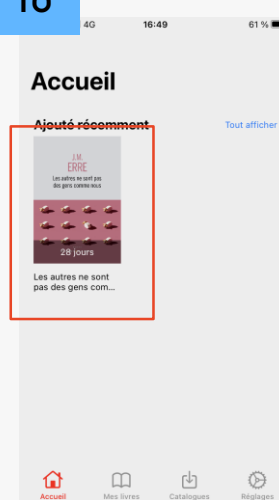 10
4G 16:49 61 %
Accueil
Ajouté récemment Tout afficher
J.M.
ERRE
Les autres ne sont pas
des gens comme nous
28 jours
Les autres ne sont
pas des gens com...
Accueil Mes livres Catalogues Réglages